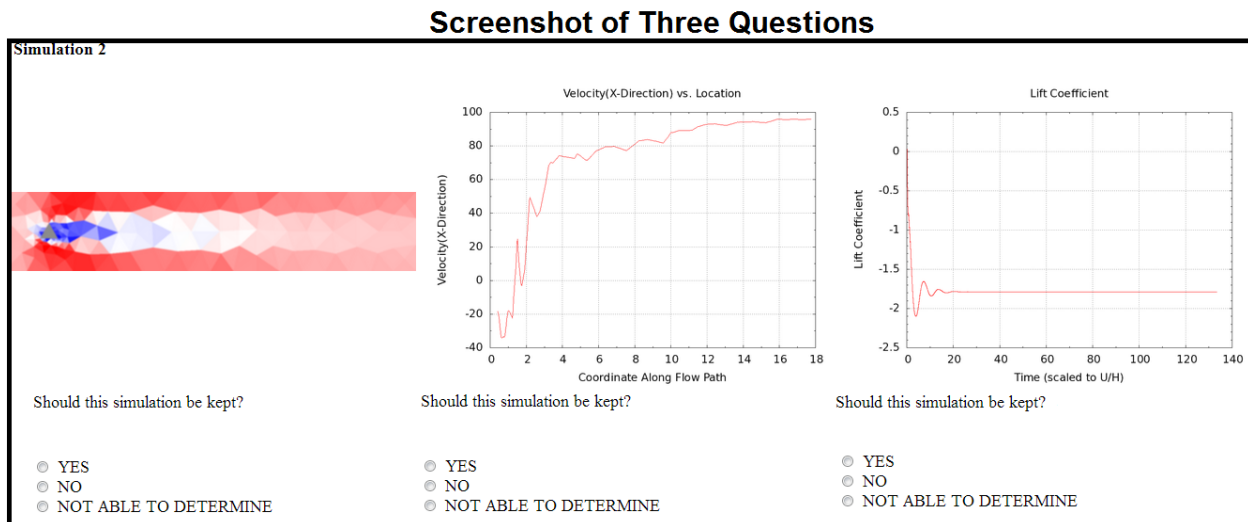 Screenshot of Three Questions
Simulation 2
Velocity(X-Direction) vs. Location
Velocity(X-Direction)
100
80
60
40
20
0
-20
-40
0 2 4 6 8 10 12 14 16 18
Coordinate Along Flow Path
Lift Coefficient
Lift Coefficient
0.5
0
-0.5
-1
-1.5
-2
-2.5
0 20 40 60 80 100 120 140
Time (scaled to U/H)
Should this simulation be kept?
YES
NO
NOT ABLE TO DETERMINE
Should this simulation be kept?
YES
NO
NOT ABLE TO DETERMINE
Should this simulation be kept?
YES
NO
NOT ABLE TO DETERMINE